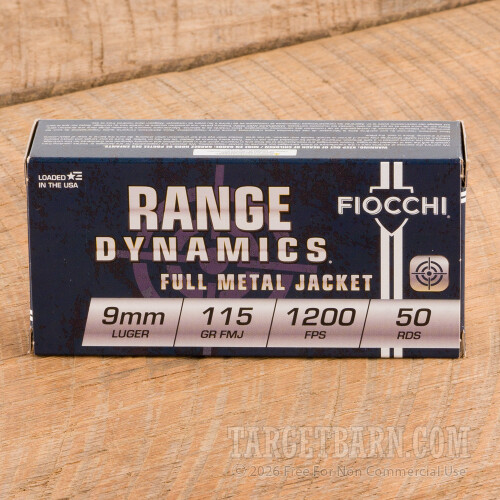 LOADED
IN THE USA
RANGE
DYNAMICS
FULL METAL JACKET
FIOCCHI
9mm
LUGER
115
GR FMJ
1200
FPS
50
RDS
TARGETBARN.COM
© 2026 Free For Non Commercial Use